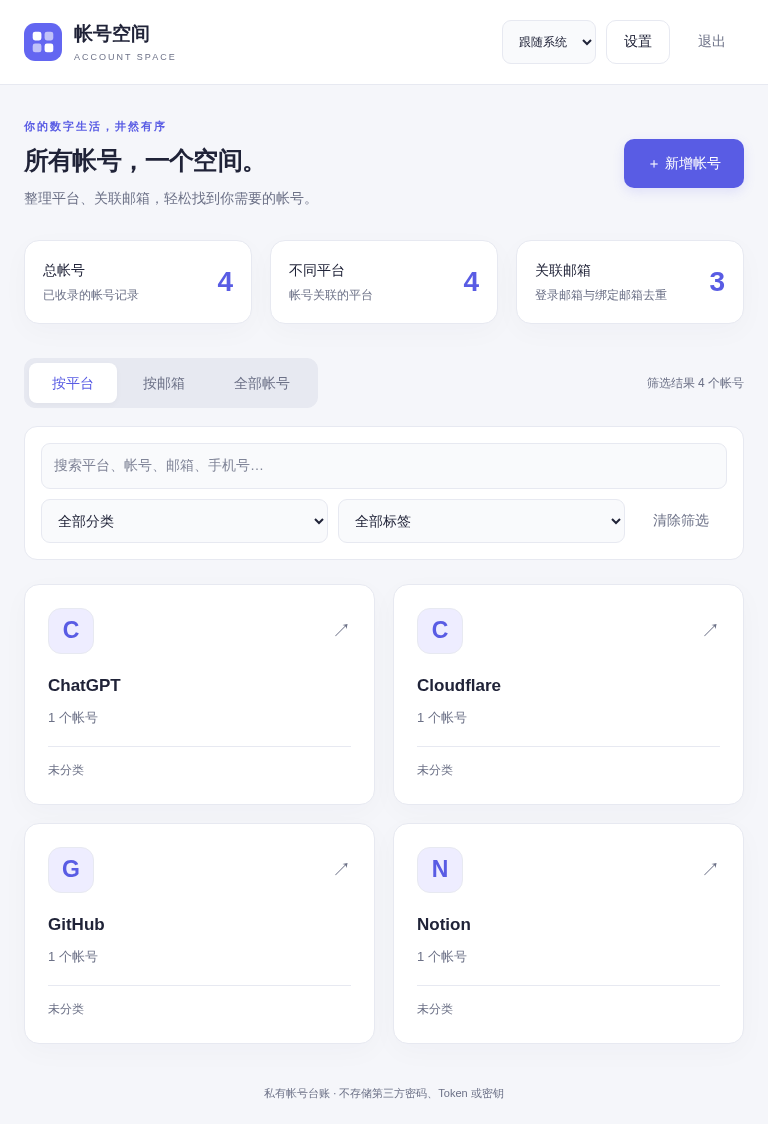 帐号空间
ACCOUNT SPACE
跟随系统
设置
退出
你的数字生活，井然有序
所有帐号，一个空间。
整理平台、关联邮箱，轻松找到你需要的帐号。
＋ 新增帐号
总帐号
已收录的帐号记录
4
不同平台
帐号关联的平台
4
关联邮箱
登录邮箱与绑定邮箱去重
3
按平台
按邮箱
全部帐号
筛选结果 4 个帐号
搜索平台、帐号、邮箱、手机号…
全部分类
全部标签
清除筛选
C
↗
ChatGPT
1 个帐号
未分类
C
↗
Cloudflare
1 个帐号
未分类
G
↗
GitHub
1 个帐号
未分类
N
↗
Notion
1 个帐号
未分类
私有帐号台账 · 不存储第三方密码、Token 或密钥